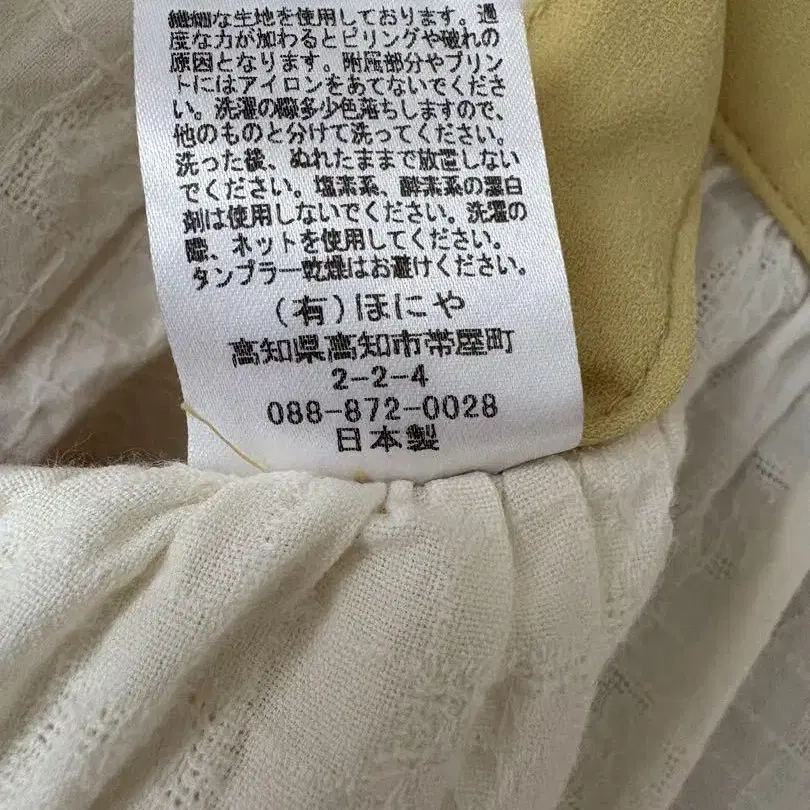 繊細な生地を使用しております。過
度な力が加わるとピリングや破れの
原因となります。附属部分やプリン
トにはアイロンをあてないでくださ
い。洗濯の際多少色落ちしますので、
他のものと分けて洗ってください。
洗った後、ぬれたままで放置しない
でください。塩素系、酵素系の漂白
剤は使用しないでください。洗濯の
際、ネットを使用してください。
タンブラー乾燥はお避けください。
(有)ほにや
高知県高知市帯屋町
2-2-4
088-872-0028
日本製